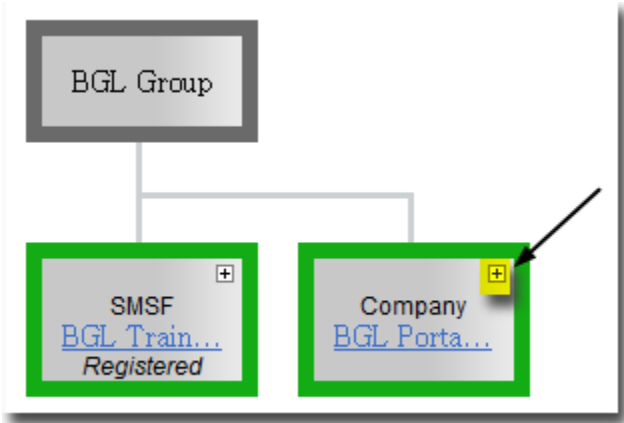 BGL Group
SMSF
BGL Train...
Registered
Company
BGL Porta...